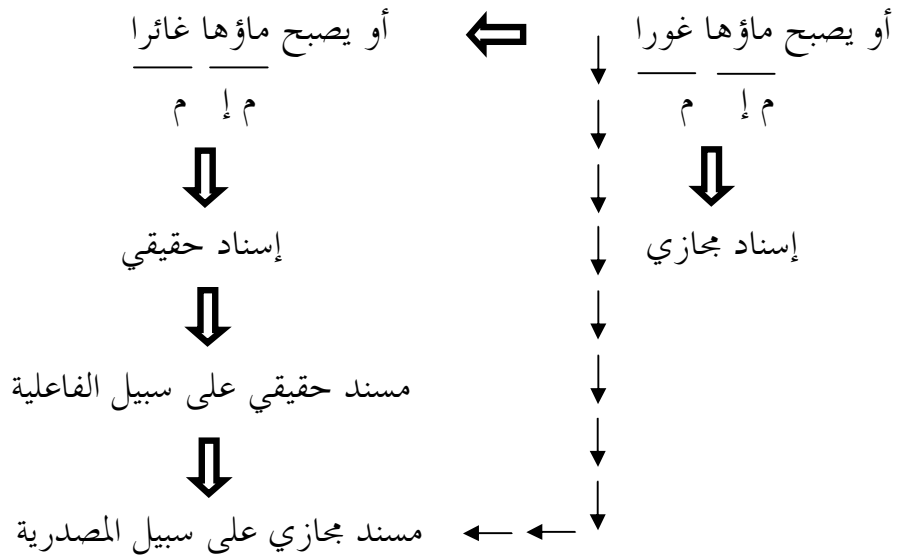 أو يصبح ماؤها غورا
أو يصبح ماؤها غائرا
م إ م
م إ م
إسناد مجازي
إسناد حقيقي
مسند حقيقي على سبيل الفاعلية
مسند مجازي على سبيل المصدرية